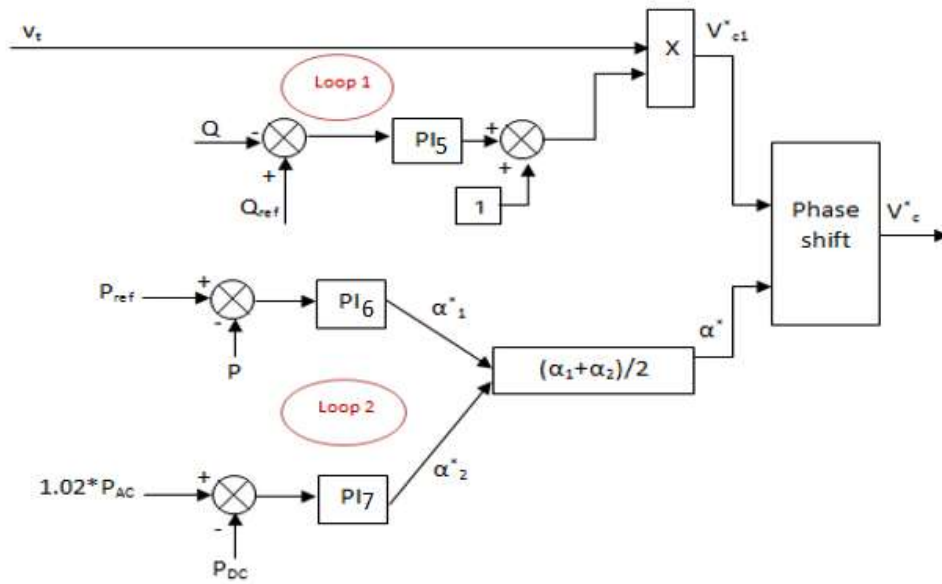 vt
V*c1
X
Loop 1
Q
-
+
Qref
PI5
+
+
1
Phase
shift
V*c
Pref
+
-
P
PI6
α*1
(α1+α2)/2
α*
Loop 2
1.02*PAC
+
-
PDC
PI7
α*2